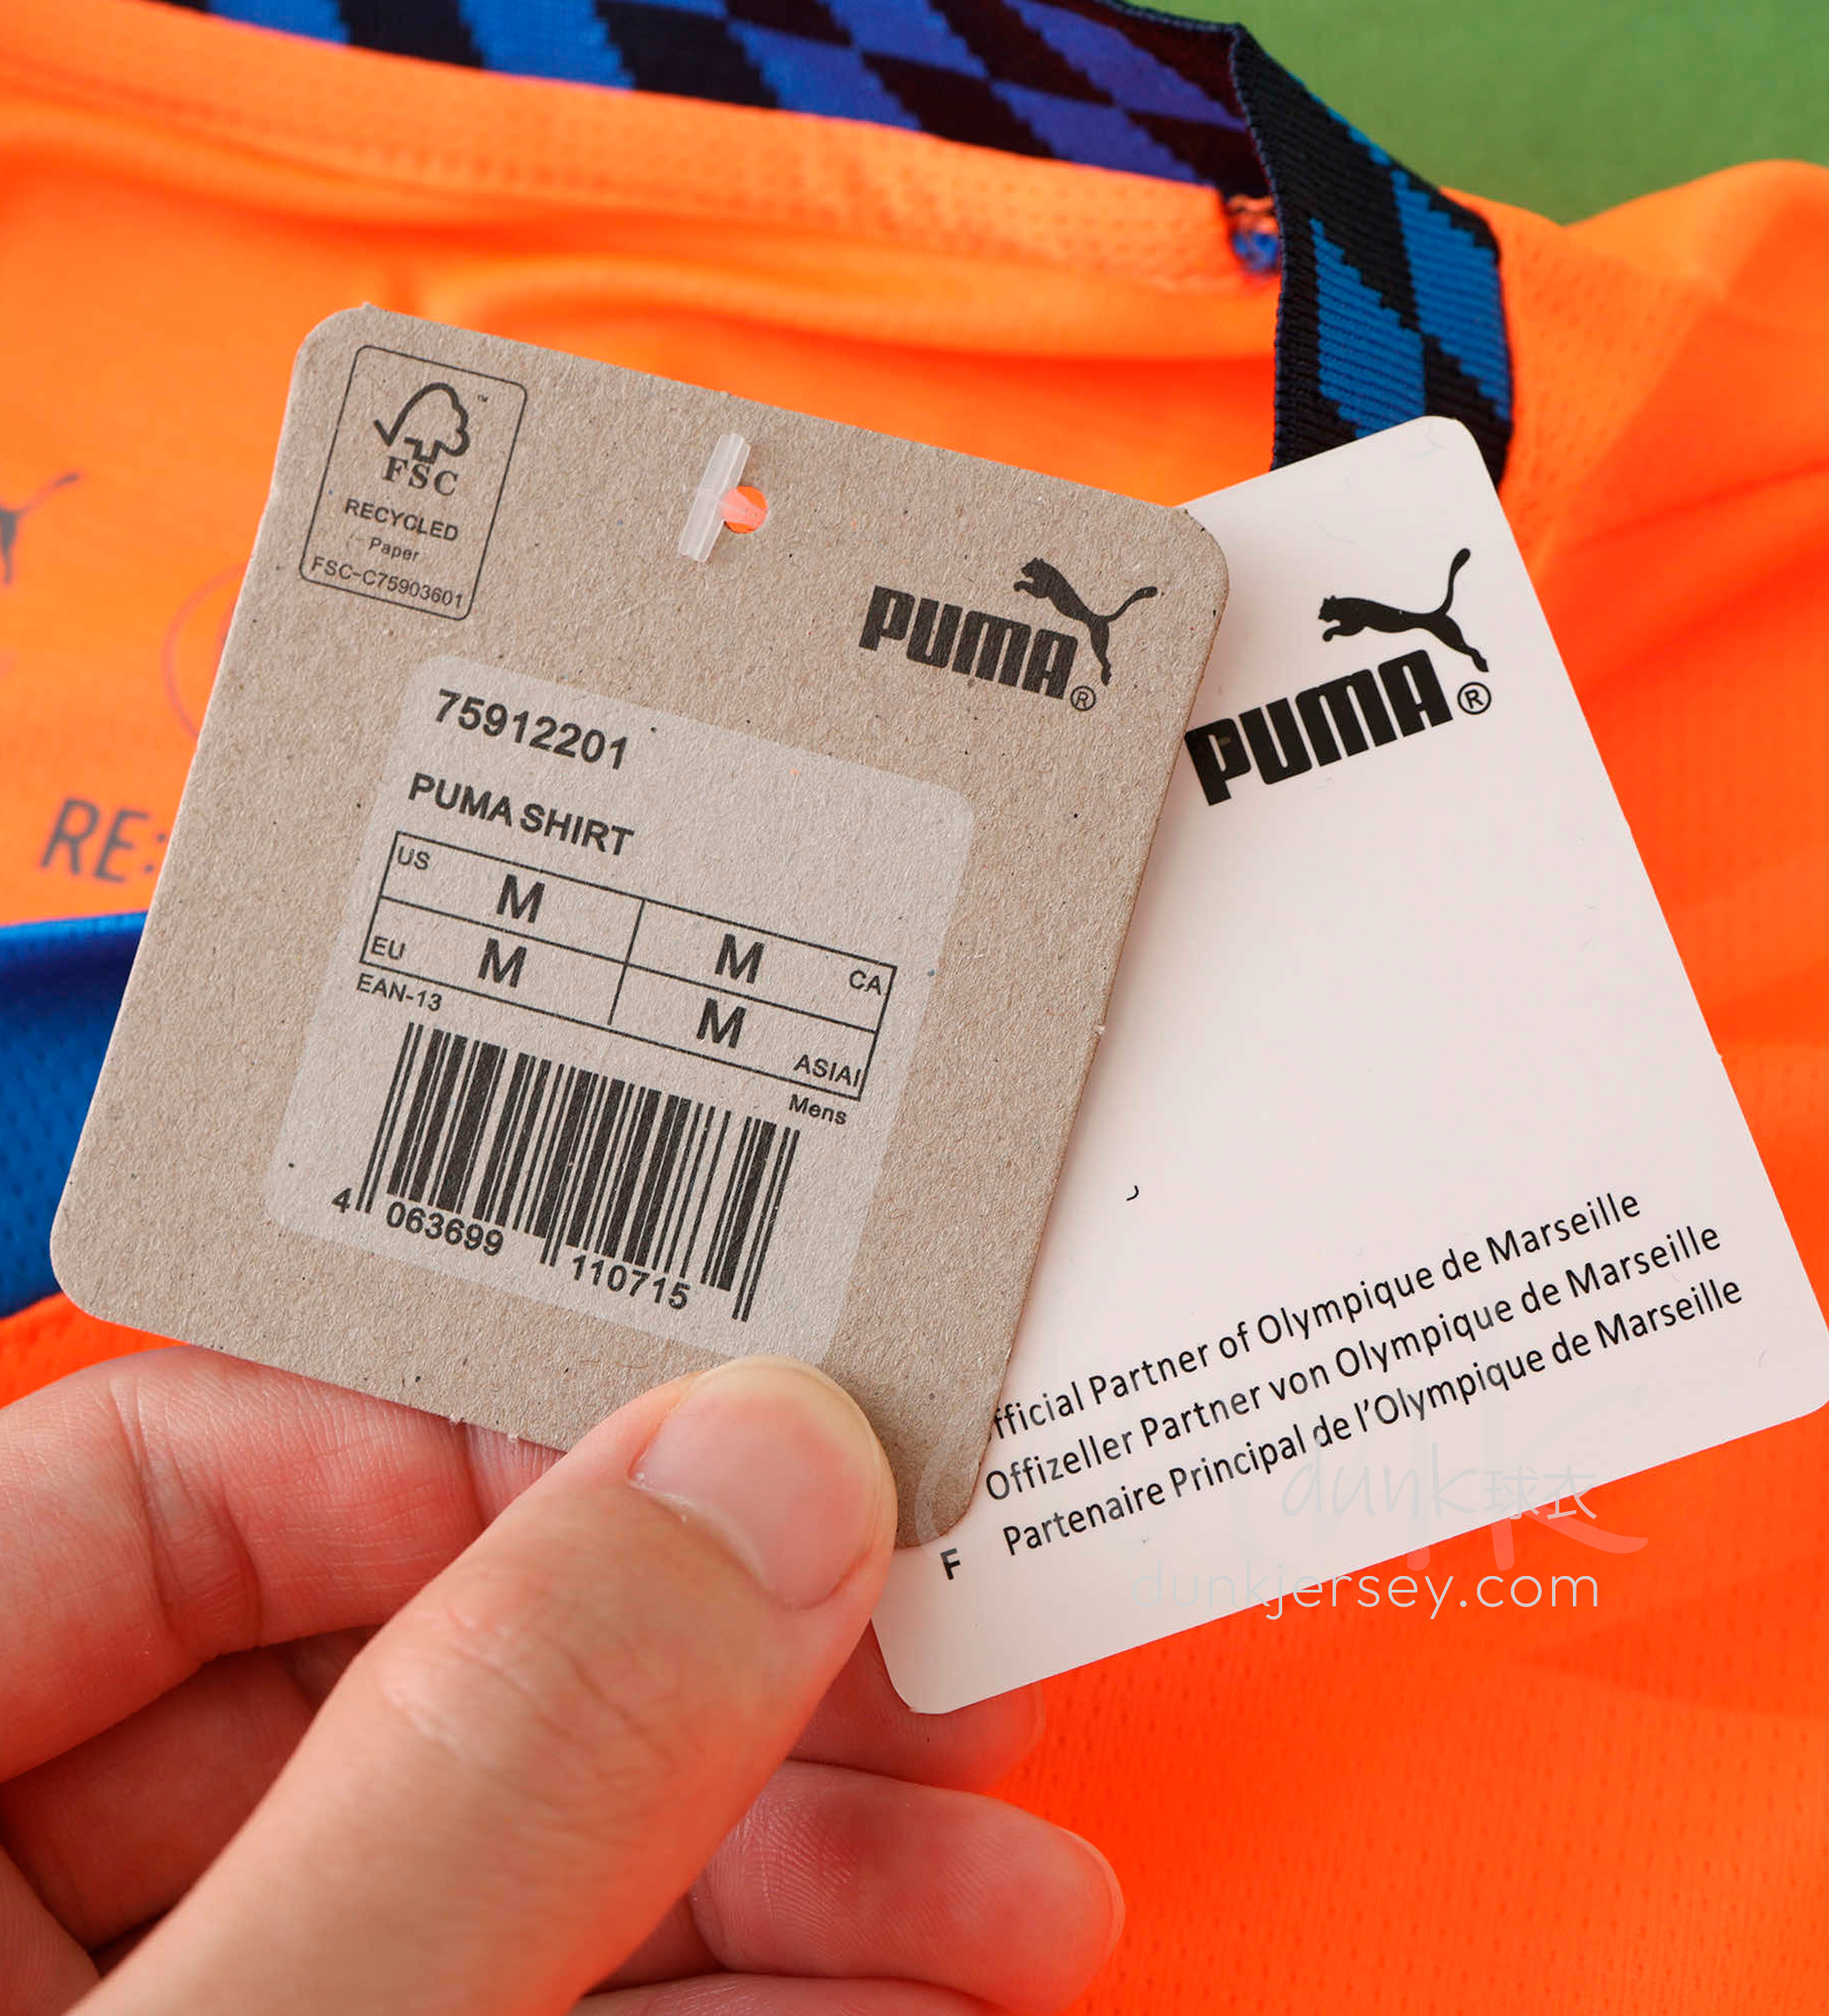 FSC™
RECYCLED
Paper
FSC-C75903601
PUMA®
75912201
PUMA SHIRT
US M M CA
EU M M ASIAI
EAN-13 Mens
4 063699 110715
PUMA®
fficial Partner of Olympique de Marseille
Offizeller Partner von Olympique de Marseille
F Partenaire Principal de l'Olympique de Marseille
RE:
dunk球衣
dunkjersey.com